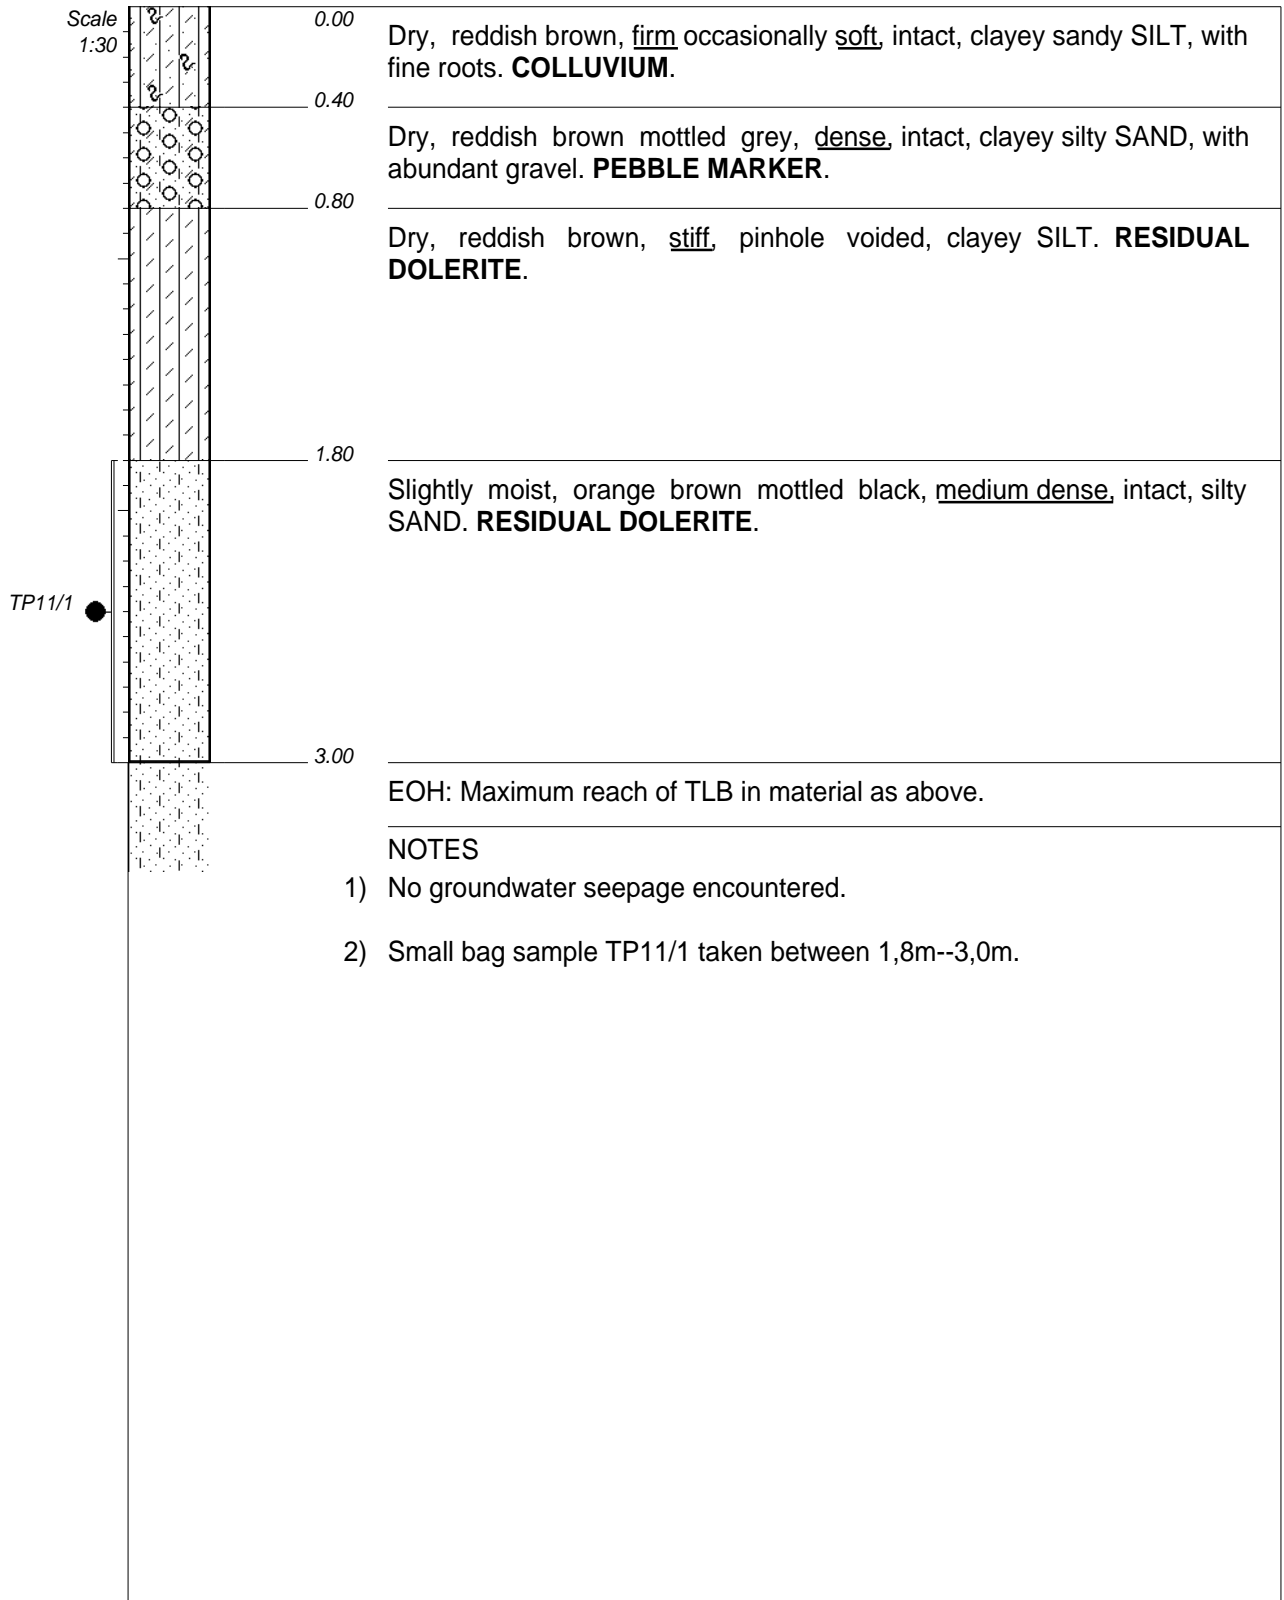 Scale
1:30
0.00
Dry, reddish brown, firm occasionally soft, intact, clayey sandy SILT, with
fine roots. COLLUVIUM.
0.40
Dry, reddish brown mottled grey, dense, intact, clayey silty SAND, with
abundant gravel. PEBBLE MARKER.
0.80
Dry, reddish brown, stiff, pinhole voided, clayey SILT. RESIDUAL
DOLERITE.
1.80
Slightly moist, orange brown mottled black, medium dense, intact, silty
SAND. RESIDUAL DOLERITE.
TP11/1
3.00
EOH: Maximum reach of TLB in material as above.
NOTES
1) No groundwater seepage encountered.
2) Small bag sample TP11/1 taken between 1,8m--3,0m.